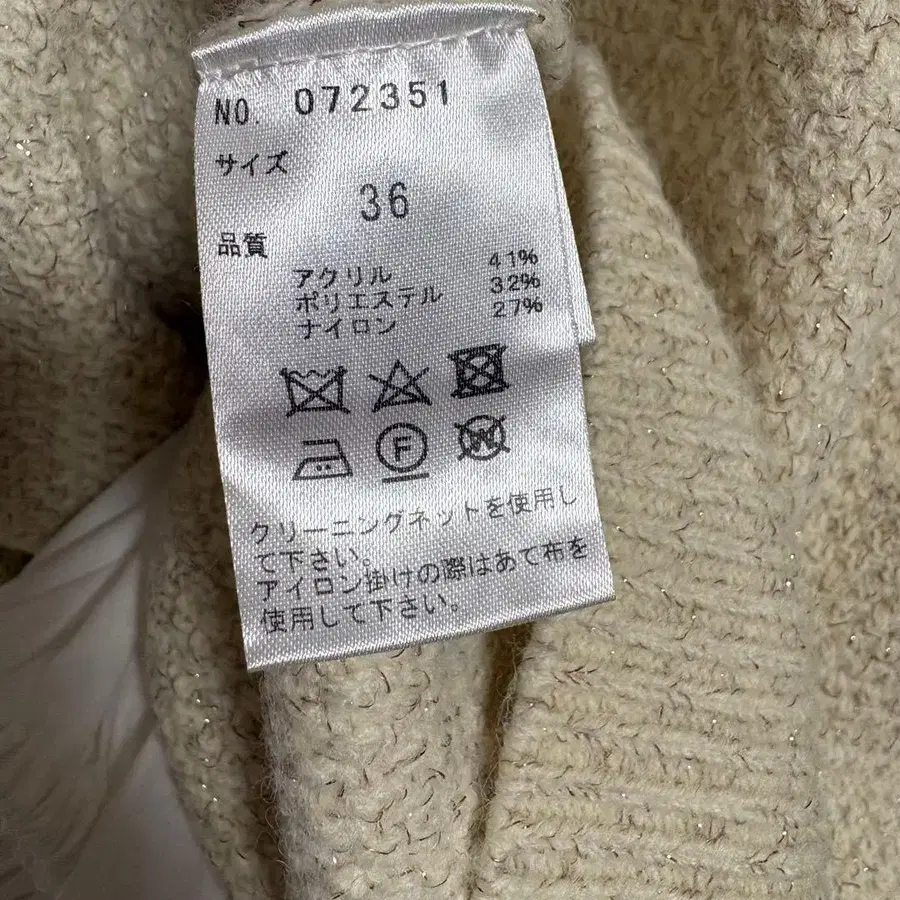 NO. 072351
サイズ
36
品質
アクリル 41%
ポリエステル 32%
ナイロン 27%
F W
クリーニングネットを使用し
て下さい。
アイロン掛けの際はあて布を
使用して下さい。